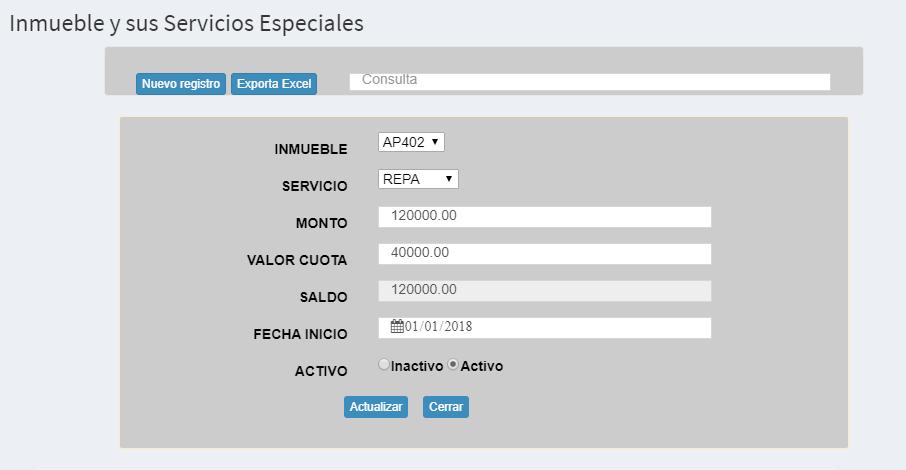 Inmueble y sus Servicios Especiales
Nuevo registro Exporta Excel Consulta
INMUEBLE AP402
SERVICIO REPA
MONTO 120000.00
VALOR CUOTA 40000.00
SALDO 120000.00
FECHA INICIO 01/01/2018
ACTIVO Inactivo Activo
Actualizar Cerrar